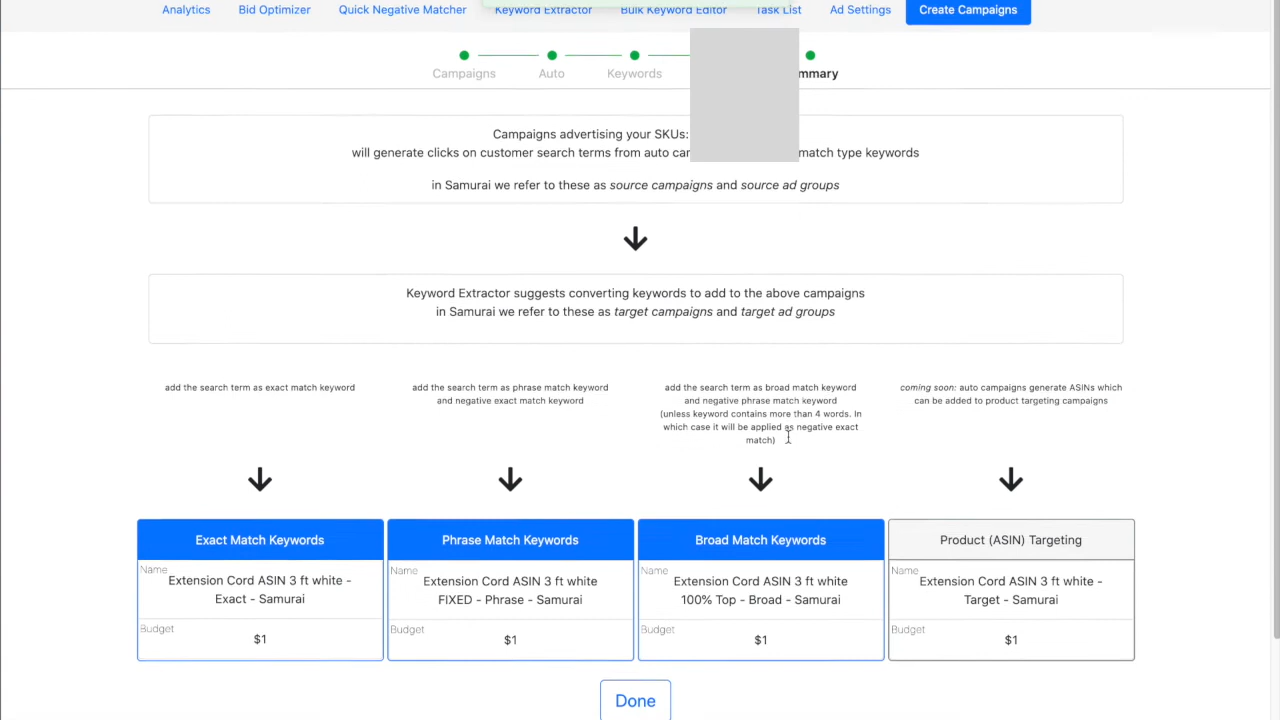 Analytics Bid Optimizer Quick Negative Matcher Keyword Extractor Bulk Keyword Editor Task List Ad Settings Create Campaigns
Campaigns Auto Keywords mmary
Campaigns advertising your SKUs:
will generate clicks on customer search terms from auto match type keywords
in Samurai we refer to these as source campaigns and source ad groups
Keyword Extractor suggests converting keywords to add to the above campaigns
in Samurai we refer to these as target campaigns and target ad groups
add the search term as exact match keyword
add the search term as phrase match keyword
and negative exact match keyword
add the search term as broad match keyword
and negative phrase match keyword
(unless keyword contains more than 4 words. In
which case it will be applied as negative exact
match)
coming soon: auto campaigns generate ASINs which
can be added to product targeting campaigns
Exact Match Keywords
Name
Extension Cord ASIN 3 ft white -
Exact - Samurai
Budget
$1
Phrase Match Keywords
Name
Extension Cord ASIN 3 ft white
FIXED - Phrase - Samurai
Budget
$1
Broad Match Keywords
Name
Extension Cord ASIN 3 ft white
100% Top - Broad - Samurai
Budget
$1
Product (ASIN) Targeting
Name
Extension Cord ASIN 3 ft white -
Target - Samurai
Budget
$1
Done